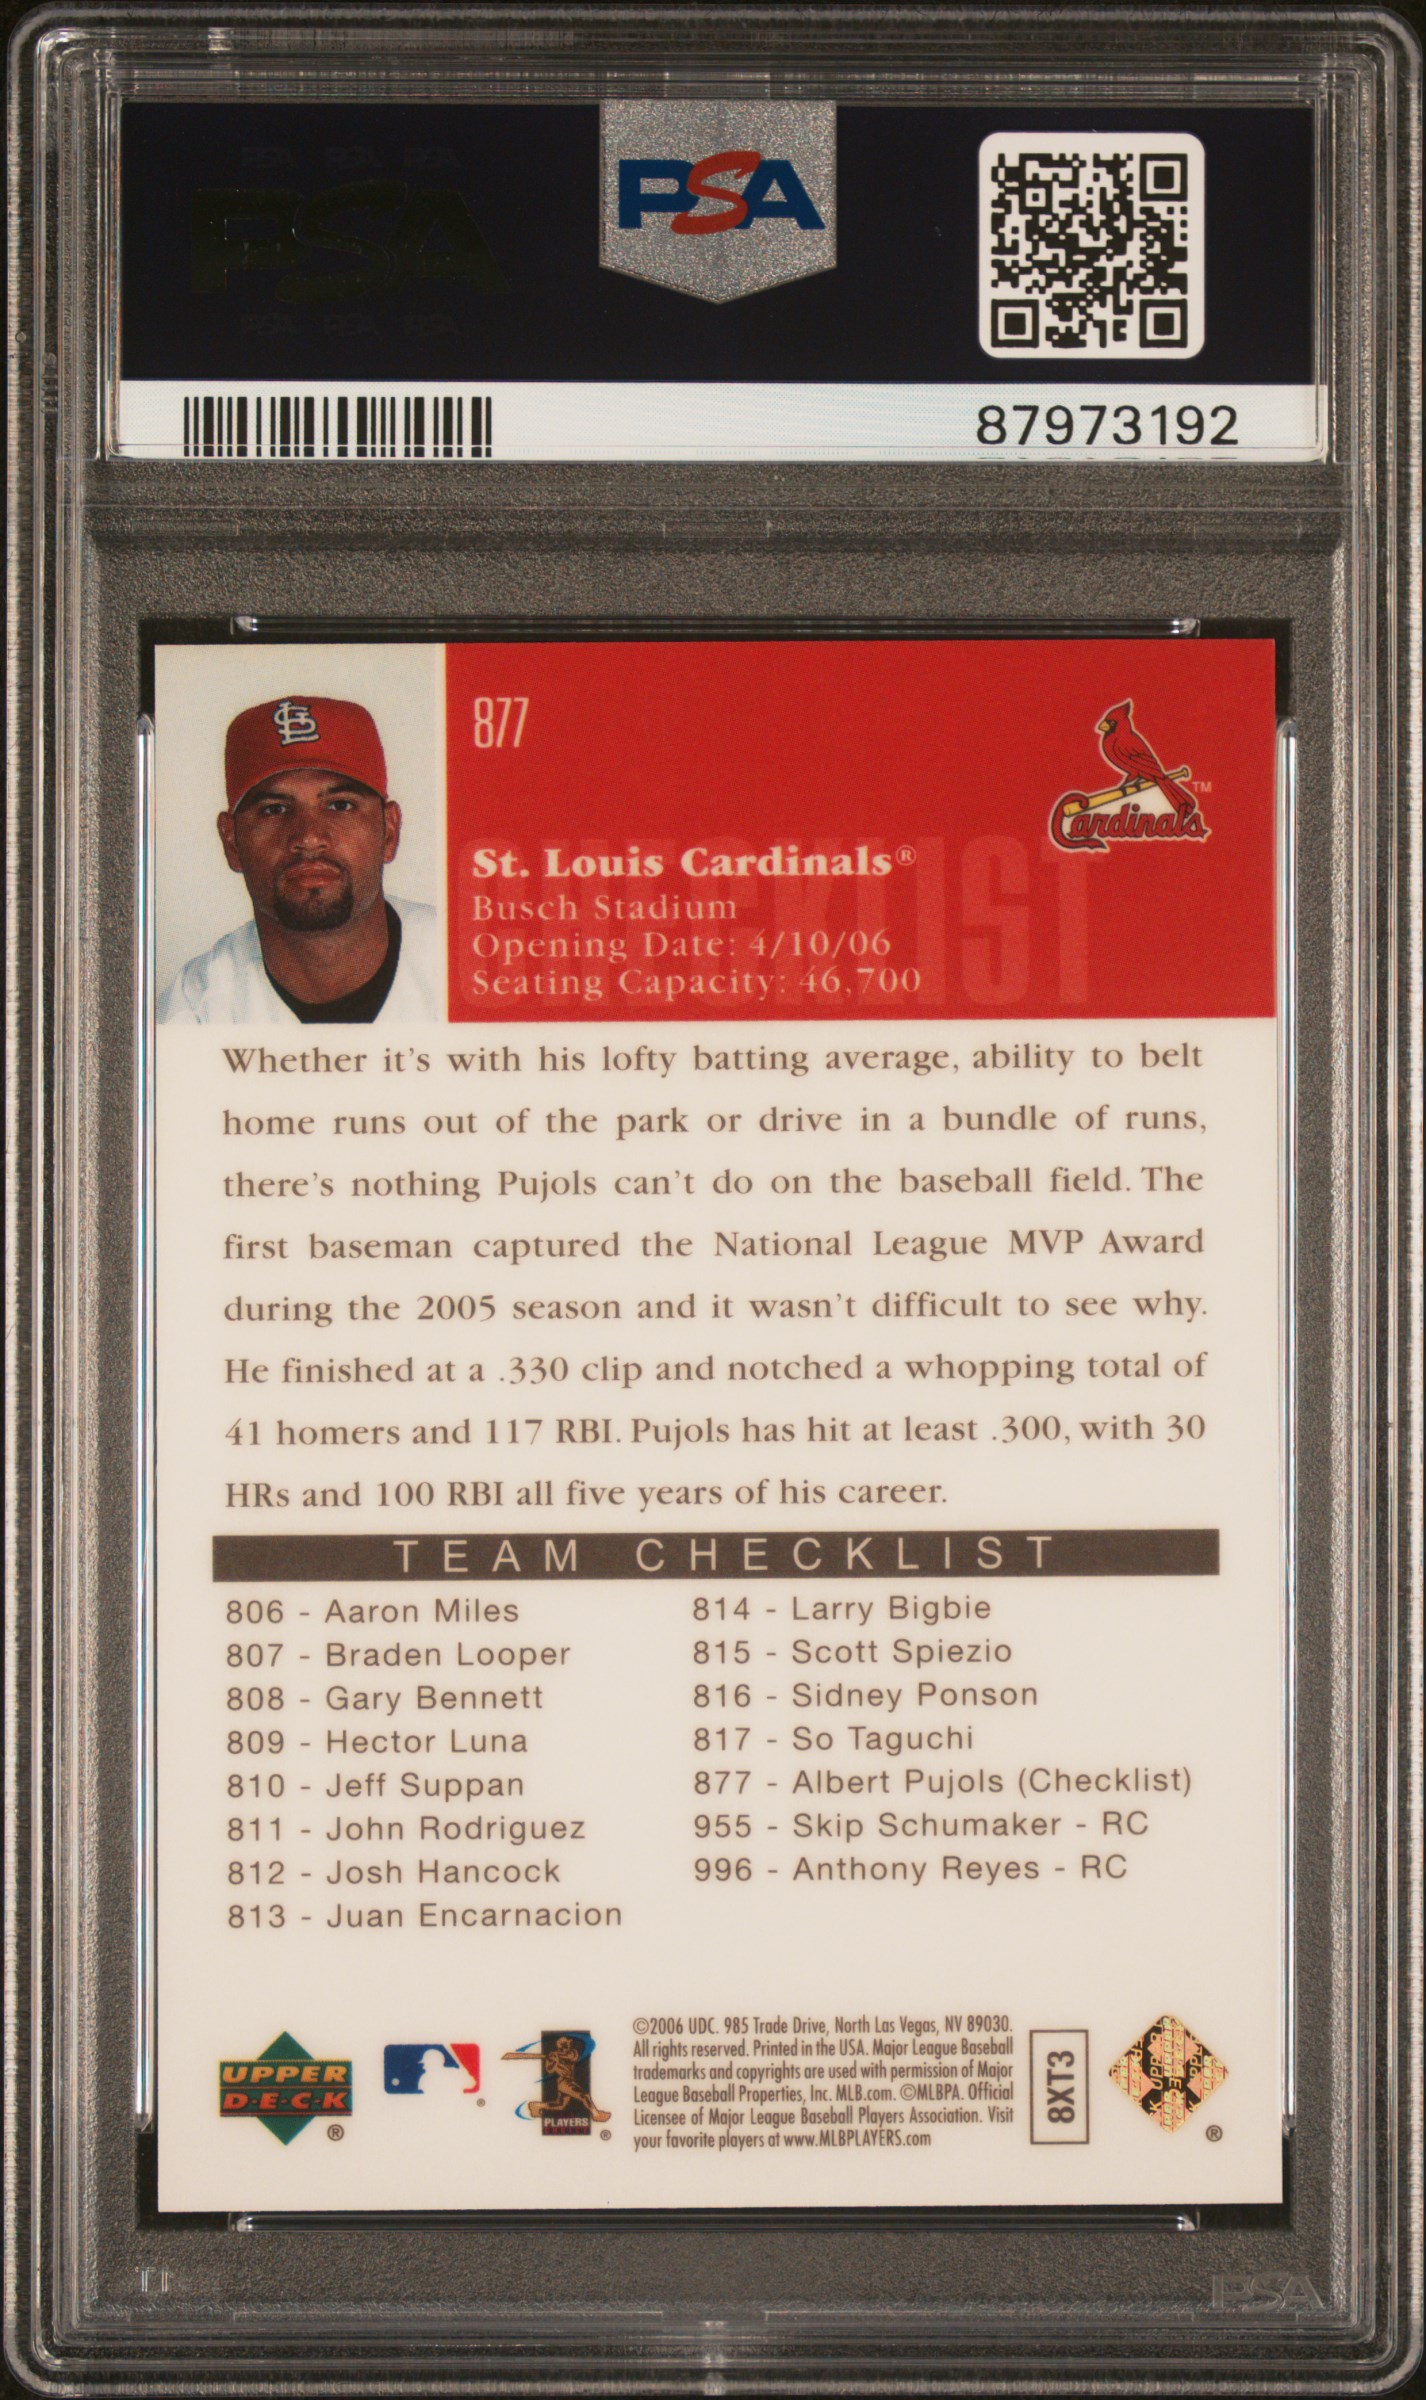 PSA
87973192
877
Cardinals™
CHECKLIST
St. Louis Cardinals®
Busch Stadium
Opening Date: 4/10/06
Seating Capacity: 46,700
Whether it's with his lofty batting average, ability to belt
home runs out of the park or drive in a bundle of runs,
there's nothing Pujols can't do on the baseball field. The
first baseman captured the National League MVP Award
during the 2005 season and it wasn't difficult to see why.
He finished at a .330 clip and notched a whopping total of
41 homers and 117 RBI. Pujols has hit at least .300, with 30
HRs and 100 RBI all five years of his career.
TEAM CHECKLIST
806 - Aaron Miles
807 - Braden Looper
808 - Gary Bennett
809 - Hector Luna
810 - Jeff Suppan
811 - John Rodriguez
812 - Josh Hancock
813 - Juan Encarnacion
814 - Larry Bigbie
815 - Scott Spiezio
816 - Sidney Ponson
817 - So Taguchi
877 - Albert Pujols (Checklist)
955 - Skip Schumaker - RC
996 - Anthony Reyes - RC
UPPER
D·E·C·K
®
PLAYERS
©2006 UDC. 985 Trade Drive, North Las Vegas, NV 89030.
All rights reserved. Printed in the USA. Major League Baseball
trademarks and copyrights are used with permission of Major
League Baseball Properties, Inc. MLB.com. ©MLBPA. Official
Licensee of Major League Baseball Players Association. Visit
your favorite players at www.MLBPLAYERS.com
8XT3
®
PSA